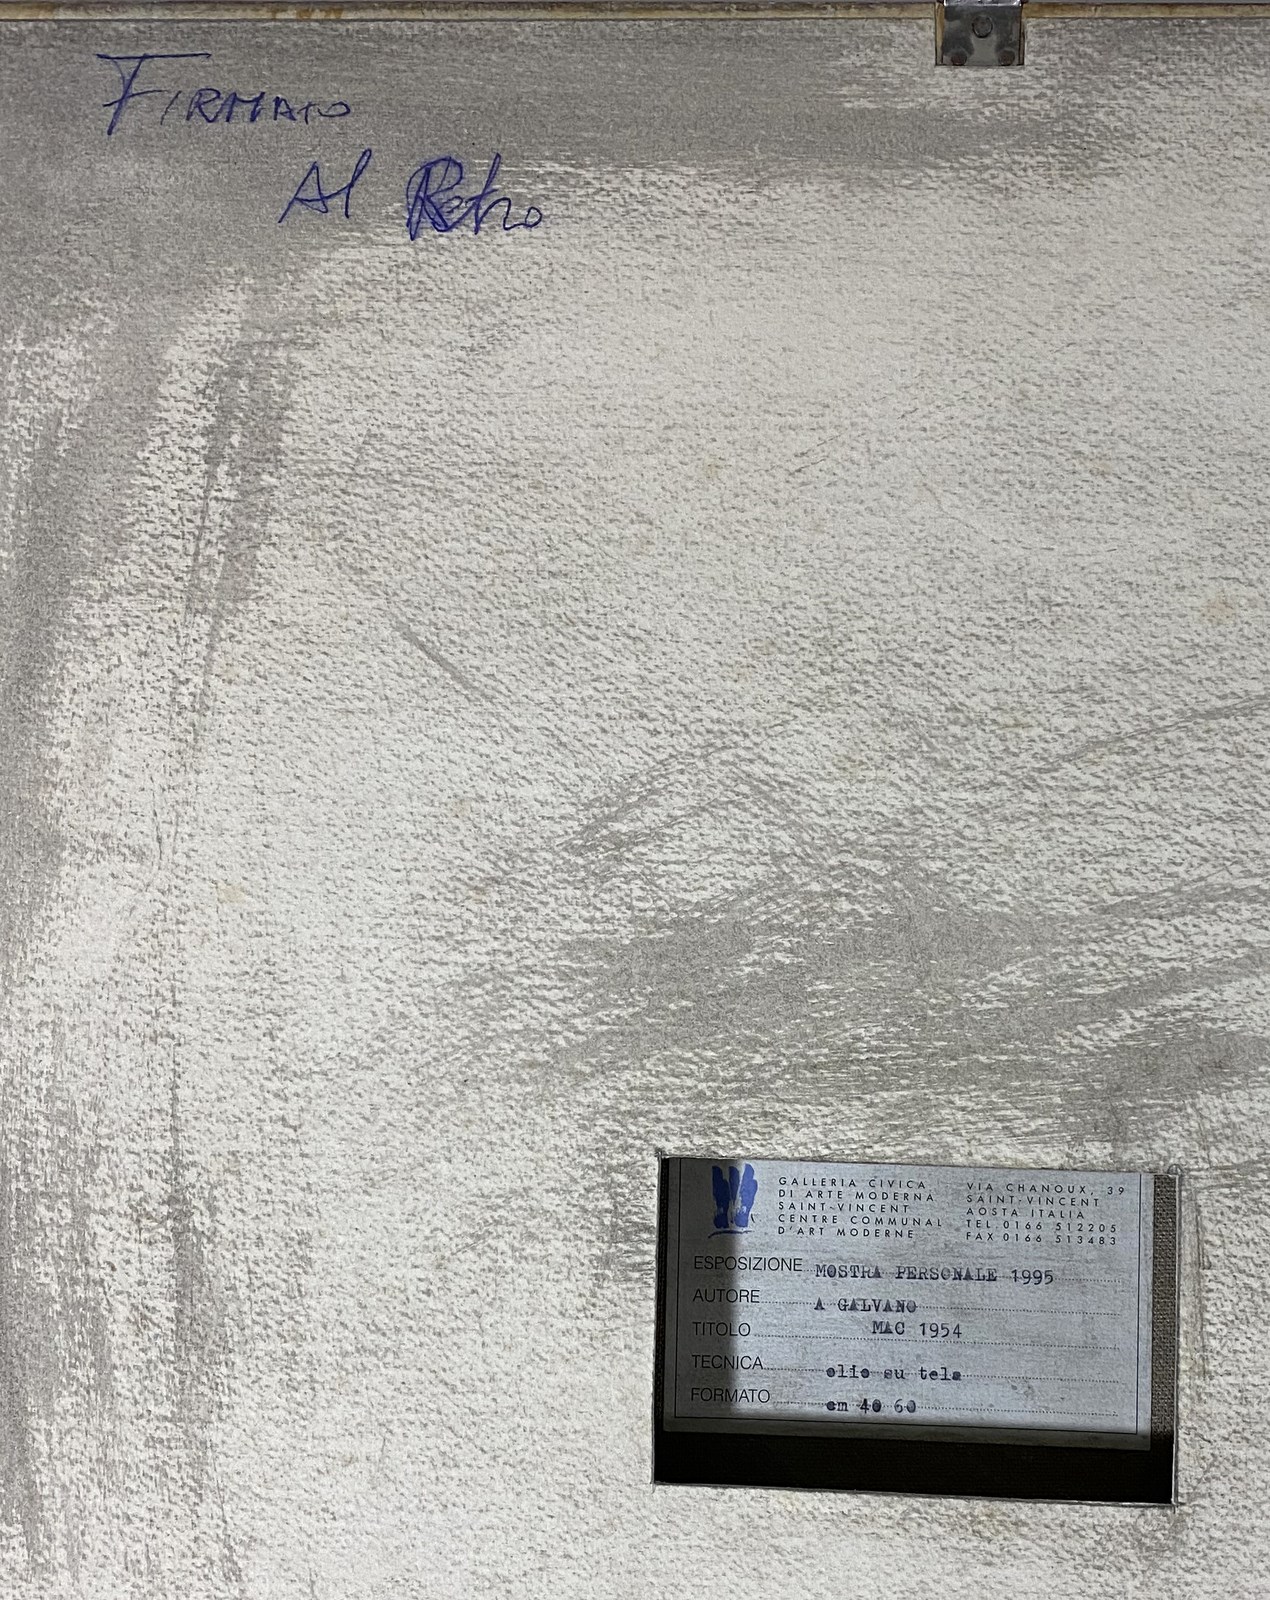 FIRMATO
Al Retro
GALLERIA CIVICA
DI ARTE MODERNA
SAINT-VINCENT
CENTRE COMMUNAL
D'ART MODERNE
VIA CHANOUX, 39
SAINT-VINCENT
AOSTA ITALIA
TEL. 0166 512205
FAX 0166 513483
ESPOSIZIONE MOSTRA PERSONALE 1995
AUTORE A GALVANO
TITOLO MAC 1954
TECNICA olio su tela
FORMATO cm 40 60